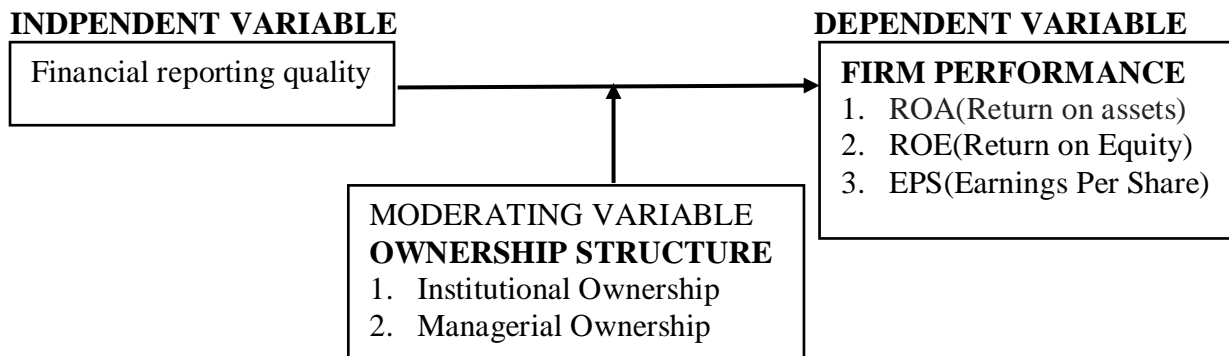 INDPENDENT VARIABLE
Financial reporting quality
DEPENDENT VARIABLE
FIRM PERFORMANCE
1. ROA(Return on assets)
2. ROE(Return on Equity)
3. EPS(Earnings Per Share)
MODERATING VARIABLE
OWNERSHIP STRUCTURE
1. Institutional Ownership
2. Managerial Ownership